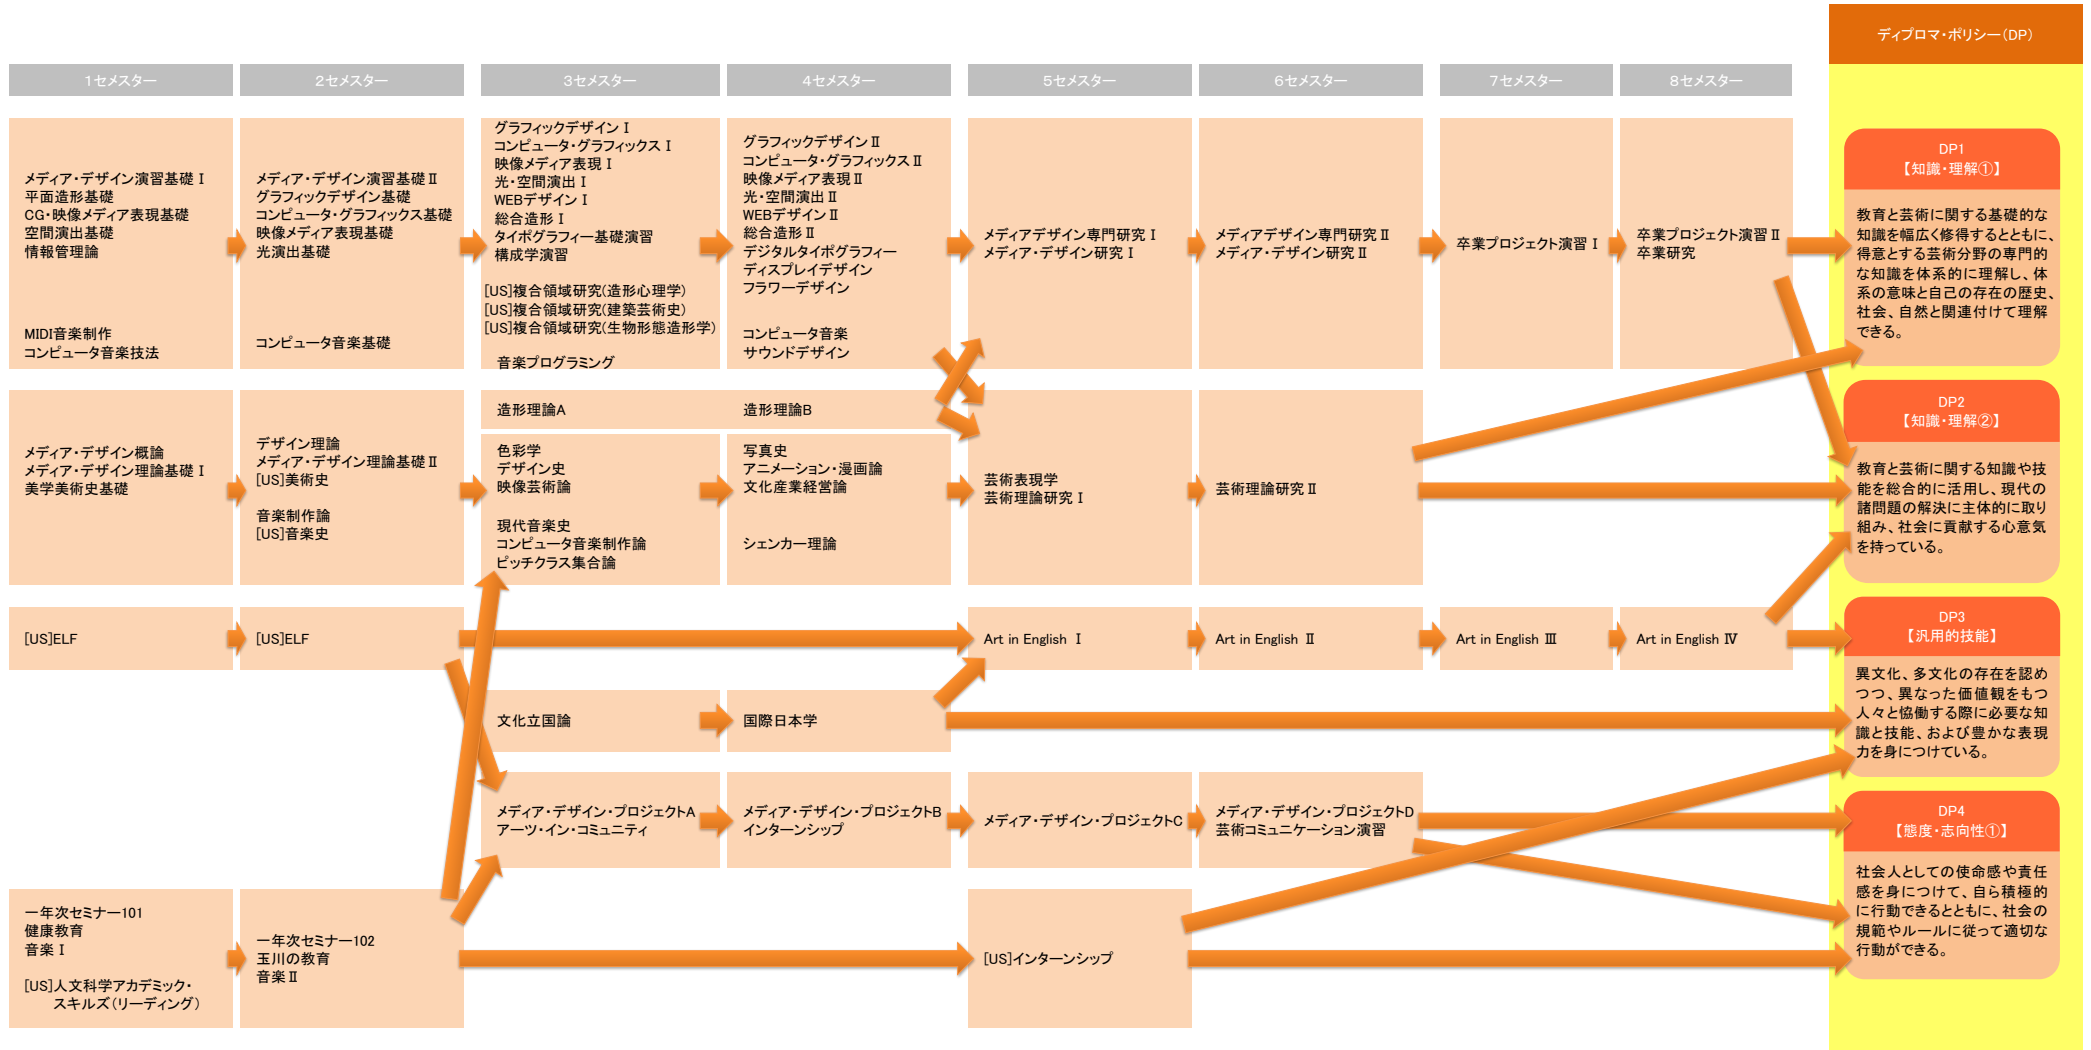 ディプロマ・ポリシー(DP)
1セメスター
2セメスター
3セメスター
4セメスター
5セメスター
6セメスター
7セメスター
8セメスター
メディア・デザイン演習基礎Ⅰ
平面造形基礎
CG・映像メディア表現基礎
空間演出基礎
情報管理論
MIDI音楽制作
コンピュータ音楽技法
メディア・デザイン演習基礎Ⅱ
グラフィックデザイン基礎
コンピュータ・グラフィックス基礎
映像メディア表現基礎
光演出基礎
コンピュータ音楽基礎
グラフィックデザインⅠ
コンピュータ・グラフィックスⅠ
映像メディア表現Ⅰ
光・空間演出Ⅰ
WEBデザインⅠ
総合造形Ⅰ
タイポグラフィー基礎演習
構成学演習
[US]複合領域研究(造形心理学)
[US]複合領域研究(建築芸術史)
[US]複合領域研究(生物形態造形学)
音楽プログラミング
グラフィックデザインⅡ
コンピュータ・グラフィックスⅡ
映像メディア表現Ⅱ
光・空間演出Ⅱ
WEBデザインⅡ
総合造形Ⅱ
デジタルタイポグラフィー
ディスプレイデザイン
フラワーデザイン
コンピュータ音楽
サウンドデザイン
メディアデザイン専門研究Ⅰ
メディア・デザイン研究Ⅰ
メディアデザイン専門研究Ⅱ
メディア・デザイン研究Ⅱ
卒業プロジェクト演習Ⅰ
卒業プロジェクト演習Ⅱ
卒業研究
DP1
【知識・理解①】
教育と芸術に関する基礎的な
知識を幅広く修得するとともに、
得意とする芸術分野の専門的
な知識を体系的に理解し、体
系の意味と自己の存在の歴史、
社会、自然と関連付けて理解
できる。
メディア・デザイン概論
メディア・デザイン理論基礎Ⅰ
美学美術史基礎
デザイン理論
メディア・デザイン理論基礎Ⅱ
[US]美術史
音楽制作論
[US]音楽史
造形理論A
造形理論B
色彩学
デザイン史
映像芸術論
現代音楽史
コンピュータ音楽制作論
ピッチクラス集合論
写真史
アニメーション・漫画論
文化産業経営論
シェンカー理論
芸術表現学
芸術理論研究Ⅰ
芸術理論研究Ⅱ
DP2
【知識・理解②】
教育と芸術に関する知識や技
能を総合的に活用し、現代の
諸問題の解決に主体的に取り
組み、社会に貢献する心意気
を持っている。
[US]ELF
[US]ELF
Art in English Ⅰ
Art in English Ⅱ
Art in English Ⅲ
Art in English Ⅳ
DP3
【汎用的技能】
異文化、多文化の存在を認め
つつ、異なった価値観をもつ
人々と恊働する際に必要な知
識と技能、および豊かな表現
力を身につけている。
文化立国論
国際日本学
メディア・デザイン・プロジェクトA
アーツ・イン・コミュニティ
メディア・デザイン・プロジェクトB
インターンシップ
メディア・デザイン・プロジェクトC
メディア・デザイン・プロジェクトD
芸術コミュニケーション演習
DP4
【態度・志向性①】
社会人としての使命感や責任
感を身につけて、自ら積極的
に行動できるとともに、社会の
規範やルールに従って適切な
行動ができる。
一年次セミナー101
健康教育
音楽Ⅰ
[US]人文科学アカデミック・
スキルズ(リーディング)
一年次セミナー102
玉川の教育
音楽Ⅱ
[US]インターンシップ